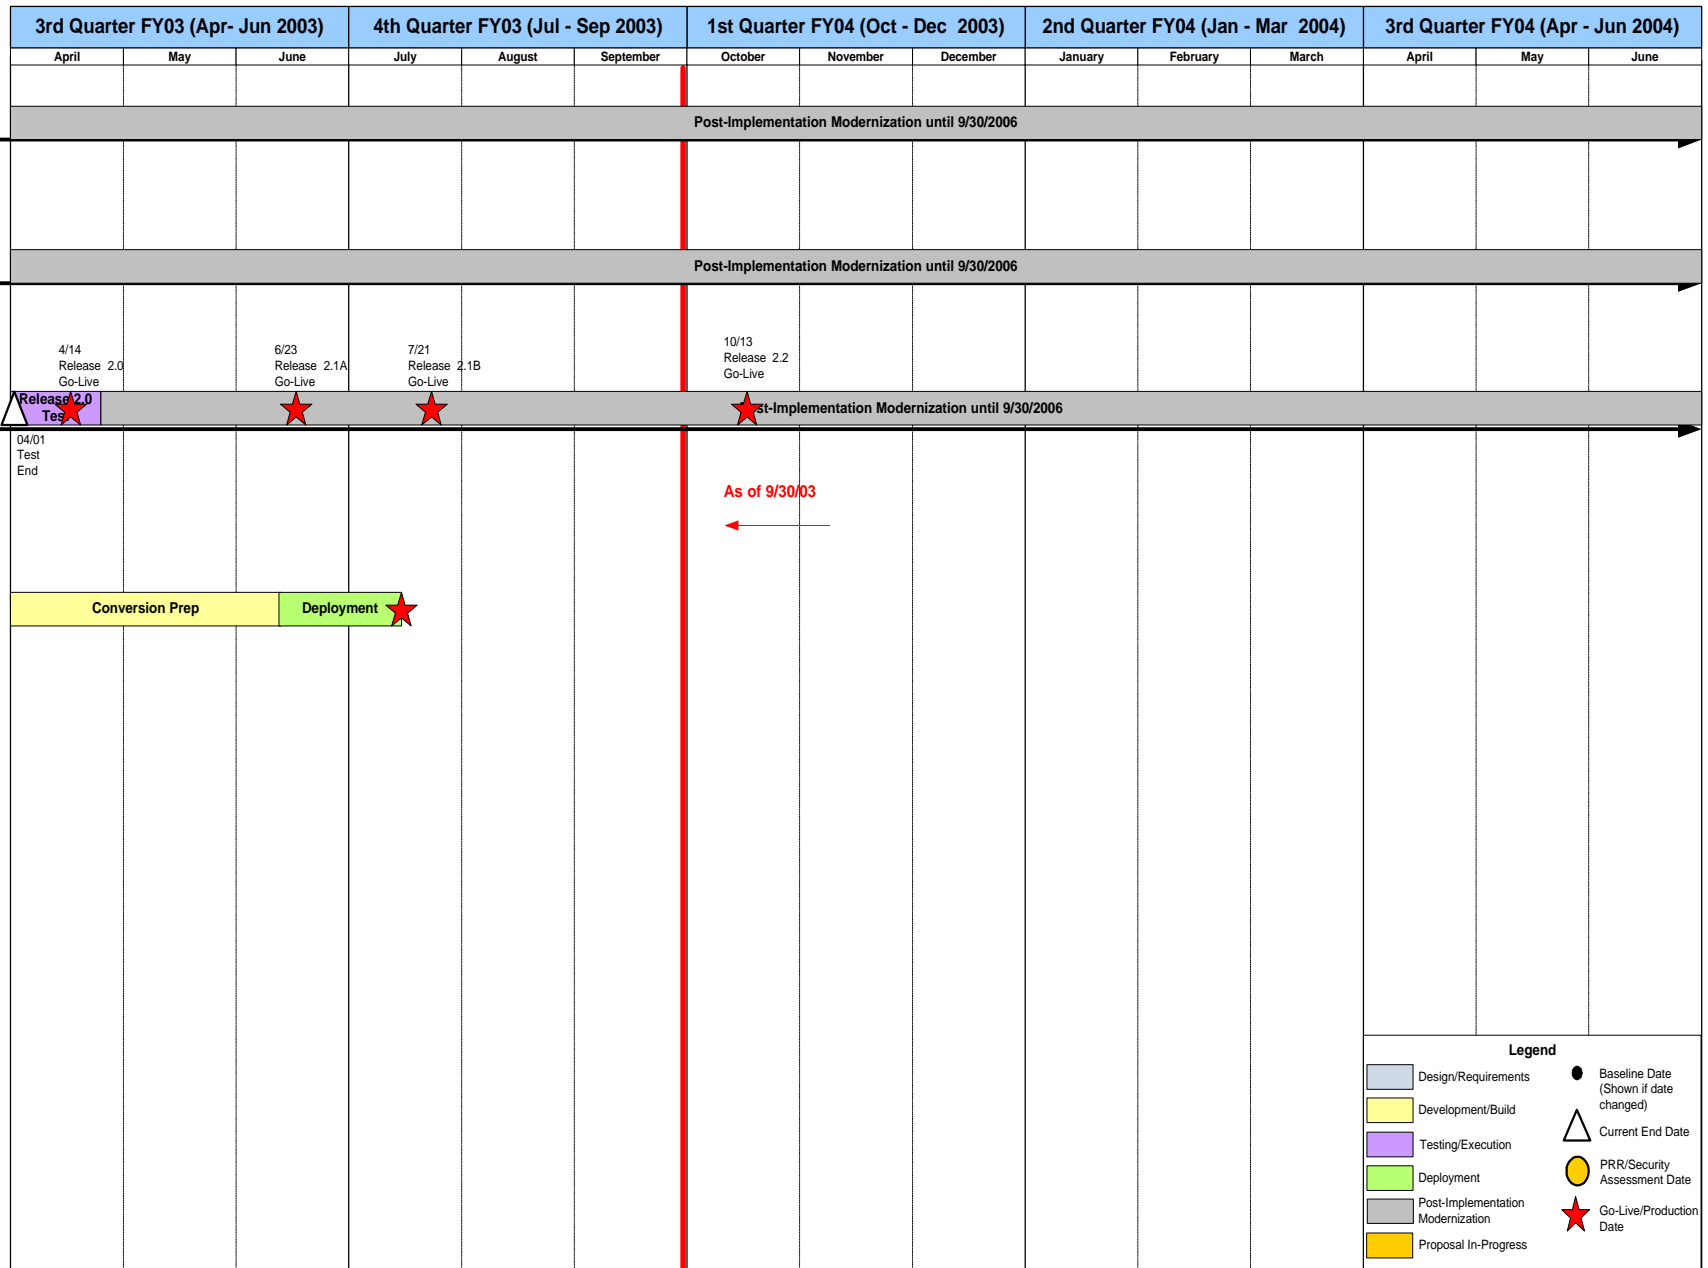 3rd Quarter FY03 (Apr- Jun 2003)
4th Quarter FY03 (Jul - Sep 2003)
1st Quarter FY04 (Oct - Dec  2003)
2nd Quarter FY04 (Jan - Mar  2004)
3rd Quarter FY04 (Apr - Jun 2004)
April
May
June
July
August
September
October
November
December
January
February
March
April
May
June
Post-Implementation Modernization until 9/30/2006
Post-Implementation Modernization until 9/30/2006
4/14
Release  2.0
Go-Live
6/23
Release  2.1A
Go-Live
7/21
Release  2.1B
Go-Live
10/13
Release  2.2
Go-Live
Release 2.0
Test
Post-Implementation Modernization until 9/30/2006
04/01
Test
End
As of 9/30/03
Conversion Prep
Deployment
Legend
Design/Requirements
Development/Build
Testing/Execution
Deployment
Post-Implementation
Modernization
Proposal In-Progress
Baseline Date
(Shown if date
changed)
Current End Date
PRR/Security
Assessment Date
Go-Live/Production
Date